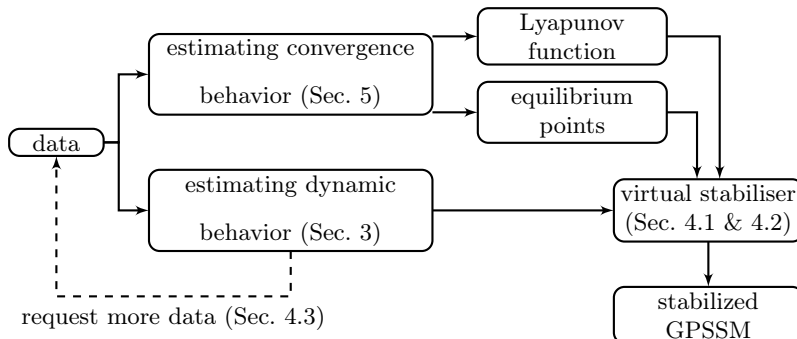 Lyapunov
function
estimating convergence
behavior (Sec. 5)
equilibrium
points
data
estimating dynamic
behavior (Sec. 3)
virtual stabiliser
(Sec. 4.1 & 4.2)
request more data (Sec. 4.3)
stabilized
GPSSM